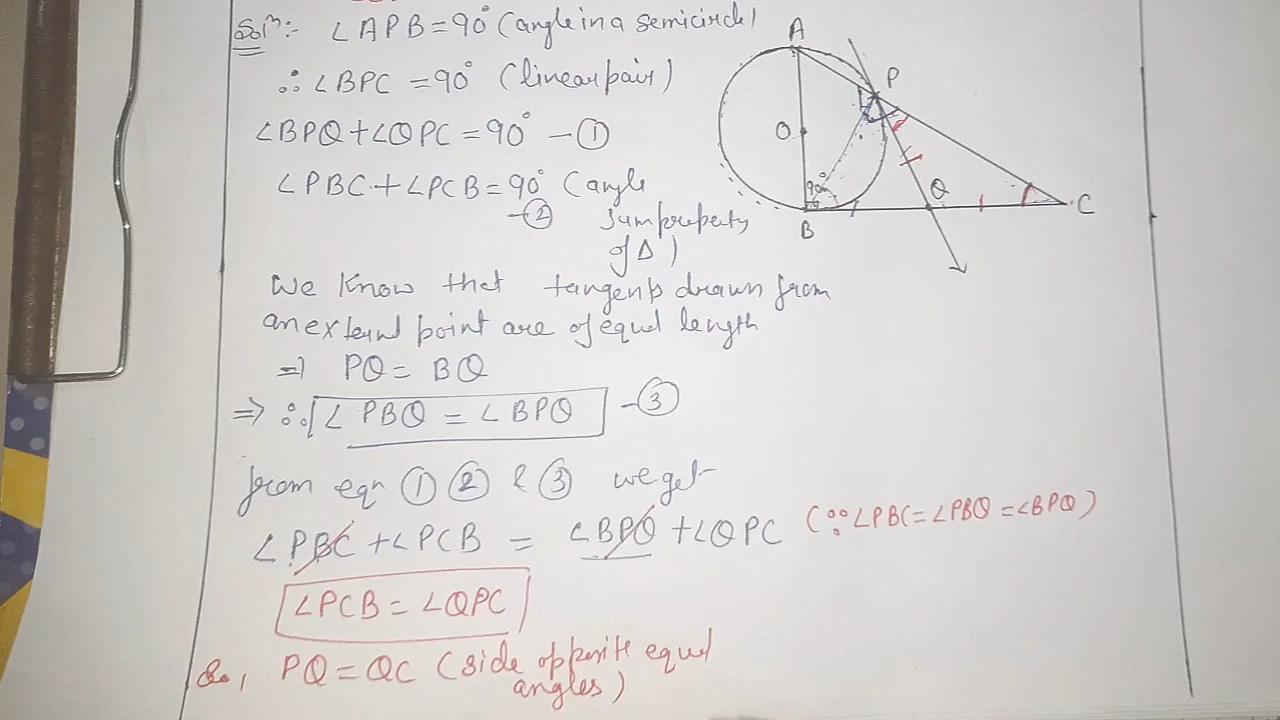 Solⁿ:- ∠APB = 90° (angle in a semicircle)
∴ ∠BPC = 90° (linear pair)
∠BPQ + ∠QPC = 90° - ①
∠PBC + ∠PCB = 90° (angle
- ② sum property
of Δ)
We know that tangents drawn from
an external point are of equal length
⇒ PQ = BQ
⇒ ∴ ∠PBQ = ∠BPQ - ③
from eqn ① ② & ③ we get
∠PBC + ∠PCB = ∠BPQ + ∠QPC (∵ ∠PBC = ∠PBQ = ∠BPQ)
∠PCB = ∠QPC
So, PQ = QC (side opposite equal
angles)
A
P
O
90°
Q
C
B